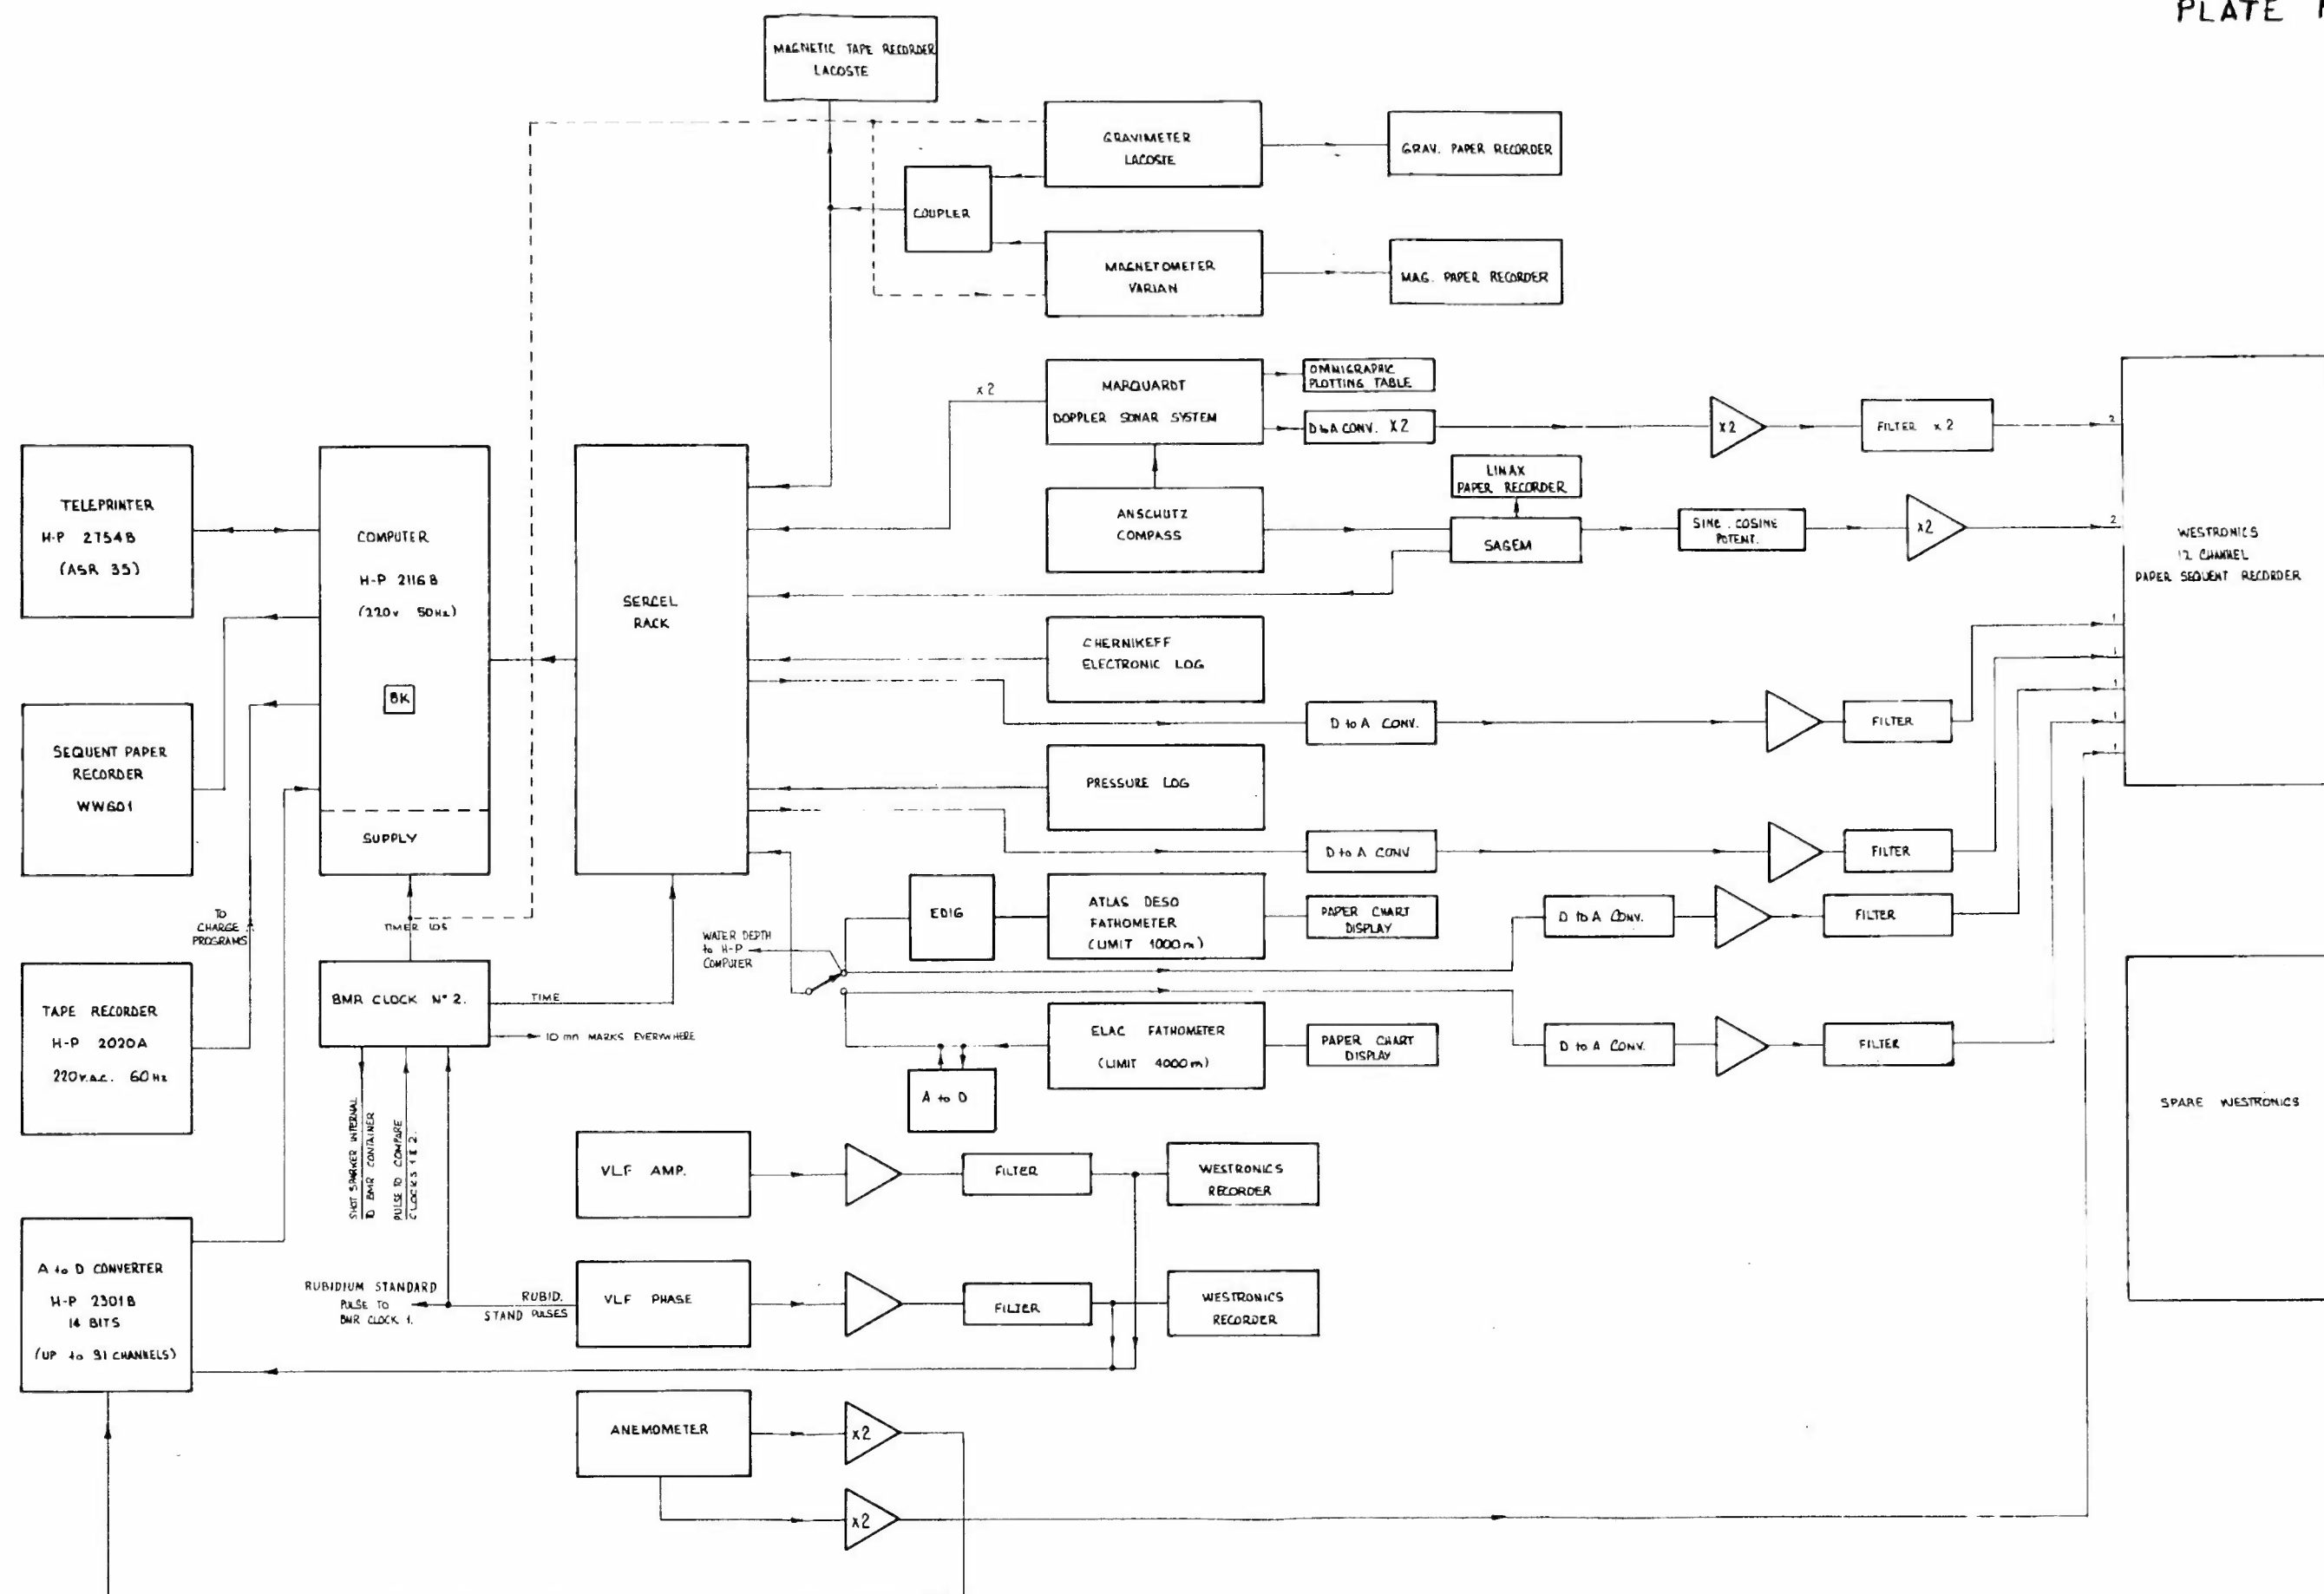 PLATE
MAGNETIC TAPE RECORDER
LACOSTE
GRAVIMETER
LACOSTE
GRAV. PAPER RECORDER
COUPLER
MAGNETOMETER
VARIAN
MAG. PAPER RECORDER
x 2
MARQUARDT
DOPPLER SONAR SYSTEM
OMNIGRAPHIC
PLOTTING TABLE
D to A CONV. X2
x2
FILTER x 2
2
TELEPRINTER
H-P 2754B
(ASR 35)
COMPUTER
H-P 2116B
(220v 50Hz)
8K
SUPPLY
SERCEL
RACK
ANSCHUTZ
COMPASS
LINAX
PAPER RECORDER
SAGEM
SINE . COSINE
POTENT.
x2
2
WESTRONICS
12 CHANNEL
PAPER SEQUENT RECORDER
CHERNIKEFF
ELECTRONIC LOG
D to A CONV.
FILTER
1
1
1
1
1
SEQUENT PAPER
RECORDER
WW601
PRESSURE LOG
D to A CONV
FILTER
TO
CHARGE
PROGRAMS
TIMER 10S
EDIG
ATLAS DESO
FATHOMETER
(LIMIT 1000m)
PAPER CHART
DISPLAY
D to A CONV.
FILTER
WATER DEPTH
to H-P
COMPUTER
TAPE RECORDER
H-P 2020A
220v.a.c. 60Hz
BMR CLOCK N° 2.
TIME
10 mn MARKS EVERYWHERE
ELAC FATHOMETER
(LIMIT 4000m)
PAPER CHART
DISPLAY
D to A CONV.
FILTER
A to D
SPARE WESTRONICS
SHOT SPARKER INTERNAL
TO BMR CONTAINER
PULSE TO COMPARE
CLOCKS 1 & 2.
VLF AMP.
FILTER
WESTRONICS
RECORDER
A to D CONVERTER
H-P 2301B
14 BITS
(UP to 91 CHANNELS)
RUBIDIUM STANDARD
PULSE TO
BMR CLOCK 1.
RUBID.
STAND PULSES
VLF PHASE
FILTER
WESTRONICS
RECORDER
ANEMOMETER
x2
x2